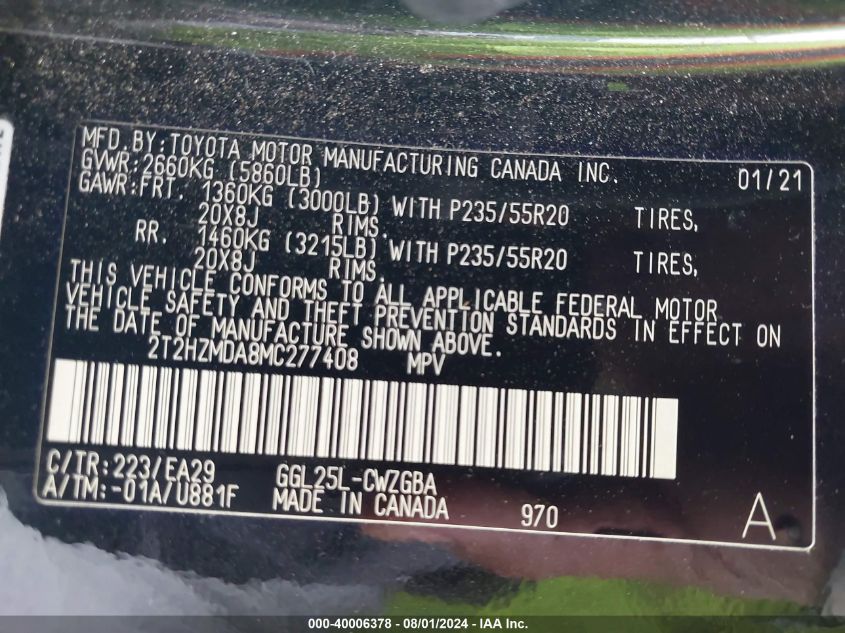 MFD.BY:TOYOTA MOTOR MANUFACTURING CANADA INC. 01/21
GVWR:2660KG (5860LB)
GAWR:FRT. 1360KG (3000LB) WITH P235/55R20 TIRES,
20X8J RIMS.
RR. 1460KG (3215LB) WITH P235/55R20 TIRES,
20X8J RIMS.
THIS VEHICLE CONFORMS TO ALL APPLICABLE FEDERAL MOTOR
VEHICLE SAFETY AND THEFT PREVENTION STANDARDS IN EFFECT ON
THE DATE OF MANUFACTURE SHOWN ABOVE.
2T2HZMDA8MC277408 MPV
C/TR:223/EA29 GGL25L-CWZGBA
A/TM:-01A/U881F MADE IN CANADA 970 A
000-40006378 - 08/01/2024 - IAA Inc.